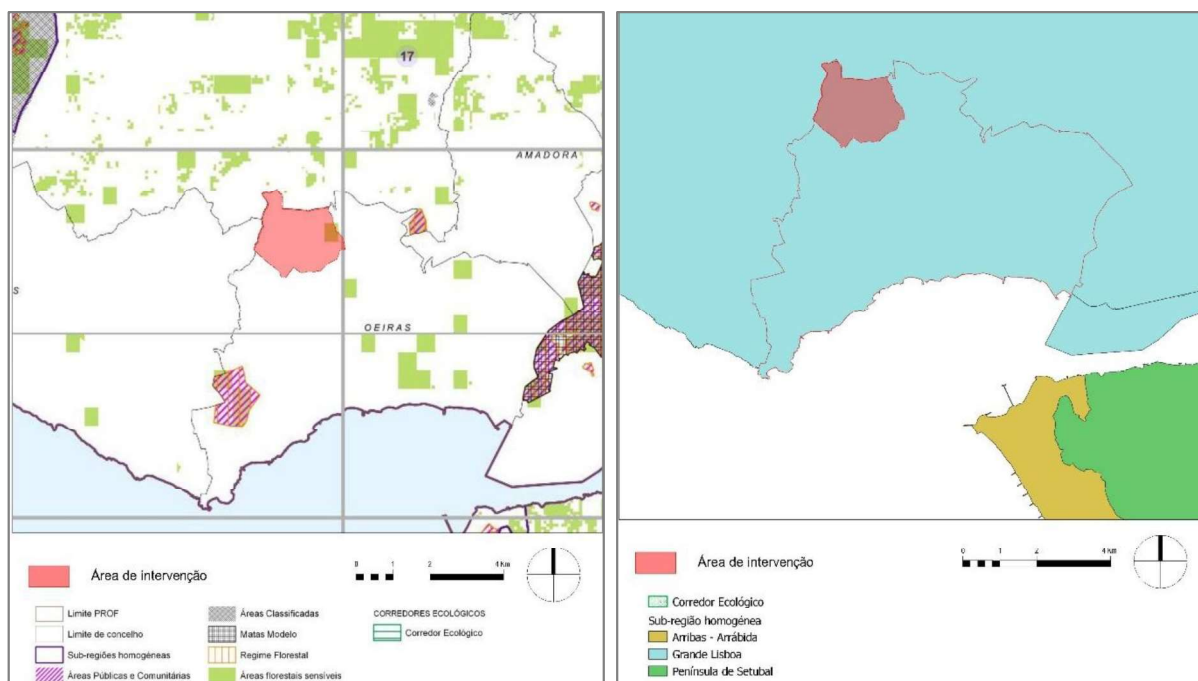 17
AMADORA
S
OEIRAS
Área de intervenção
0 1 2 4 Km
Limite PROF
Limite de concelho
Sub-regiões homogéneas
Áreas Públicas e Comunitárias
Áreas Classificadas
Matas Modelo
Regime Florestal
Áreas florestais sensíveis
CORREDORES ECOLÓGICOS
Corredor Ecológico
Área de intervenção
0 1 2 4 Km
Corredor Ecológico
Sub-região homogénea
Arribas - Arrábida
Grande Lisboa
Península de Setubal